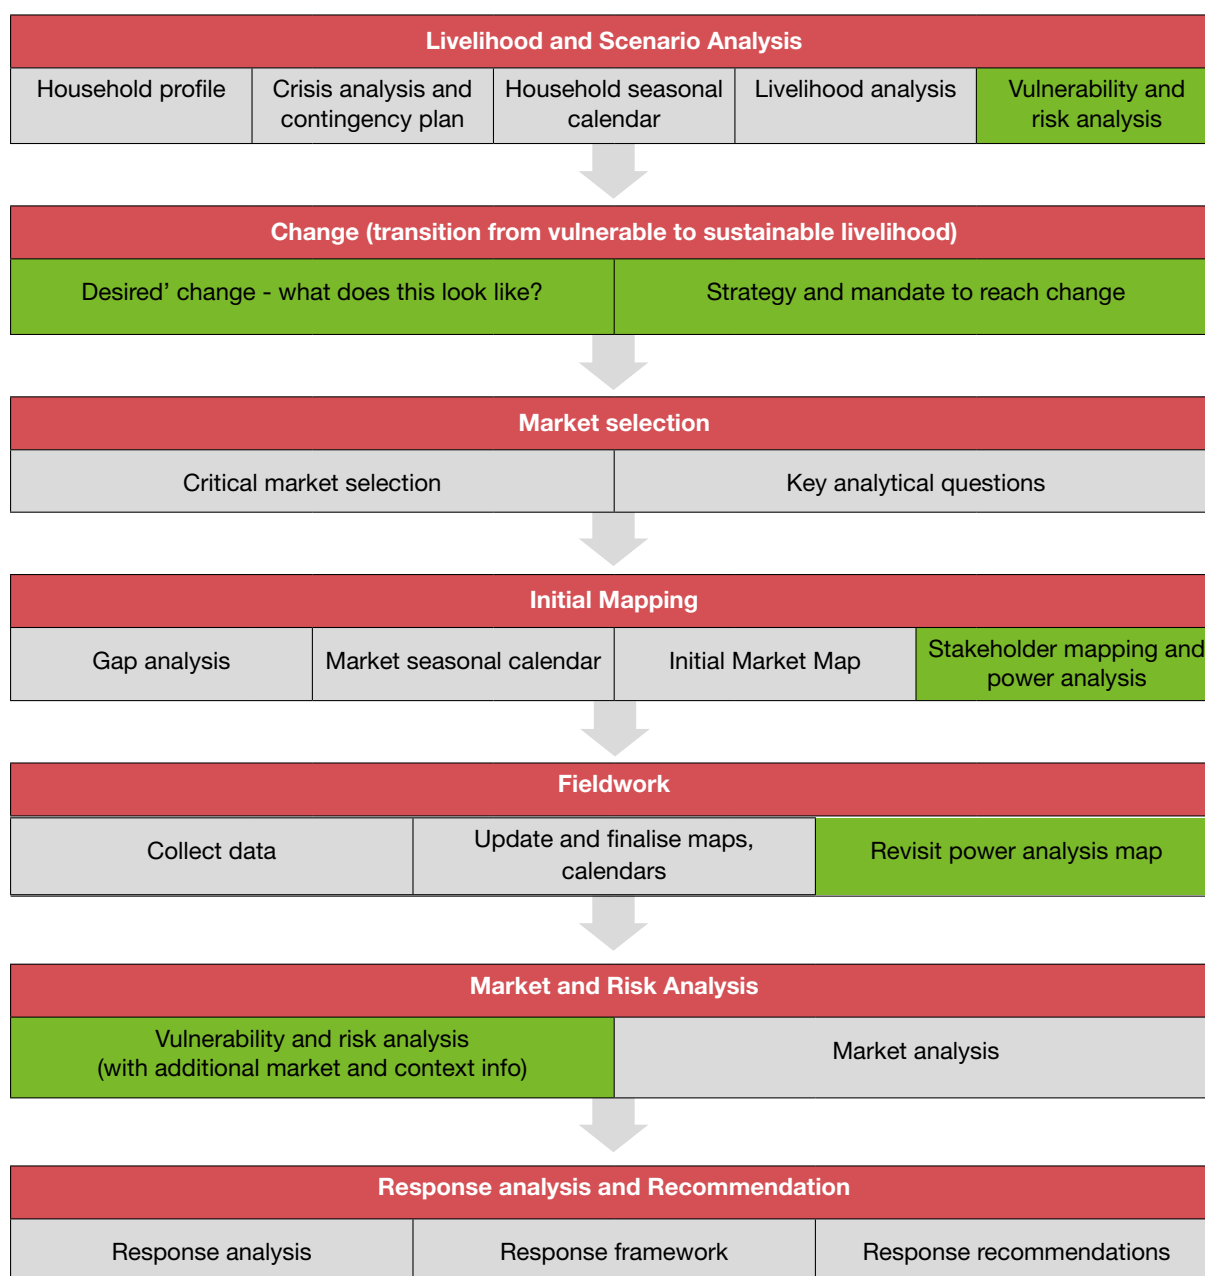 Livelihood and Scenario Analysis
Household profile
Crisis analysis and
contingency plan
Household seasonal
calendar
Livelihood analysis
Vulnerability and
risk analysis
Change (transition from vulnerable to sustainable livelihood)
Desired’ change - what does this look like?
Strategy and mandate to reach change
Market selection
Critical market selection
Key analytical questions
Initial Mapping
Gap analysis
Market seasonal calendar
Initial Market Map
Stakeholder mapping and
power analysis
Fieldwork
Collect data
Update and finalise maps,
calendars
Revisit power analysis map
Market and Risk Analysis
Vulnerability and risk analysis
(with additional market and context info)
Market analysis
Response analysis and Recommendation
Response analysis
Response framework
Response recommendations